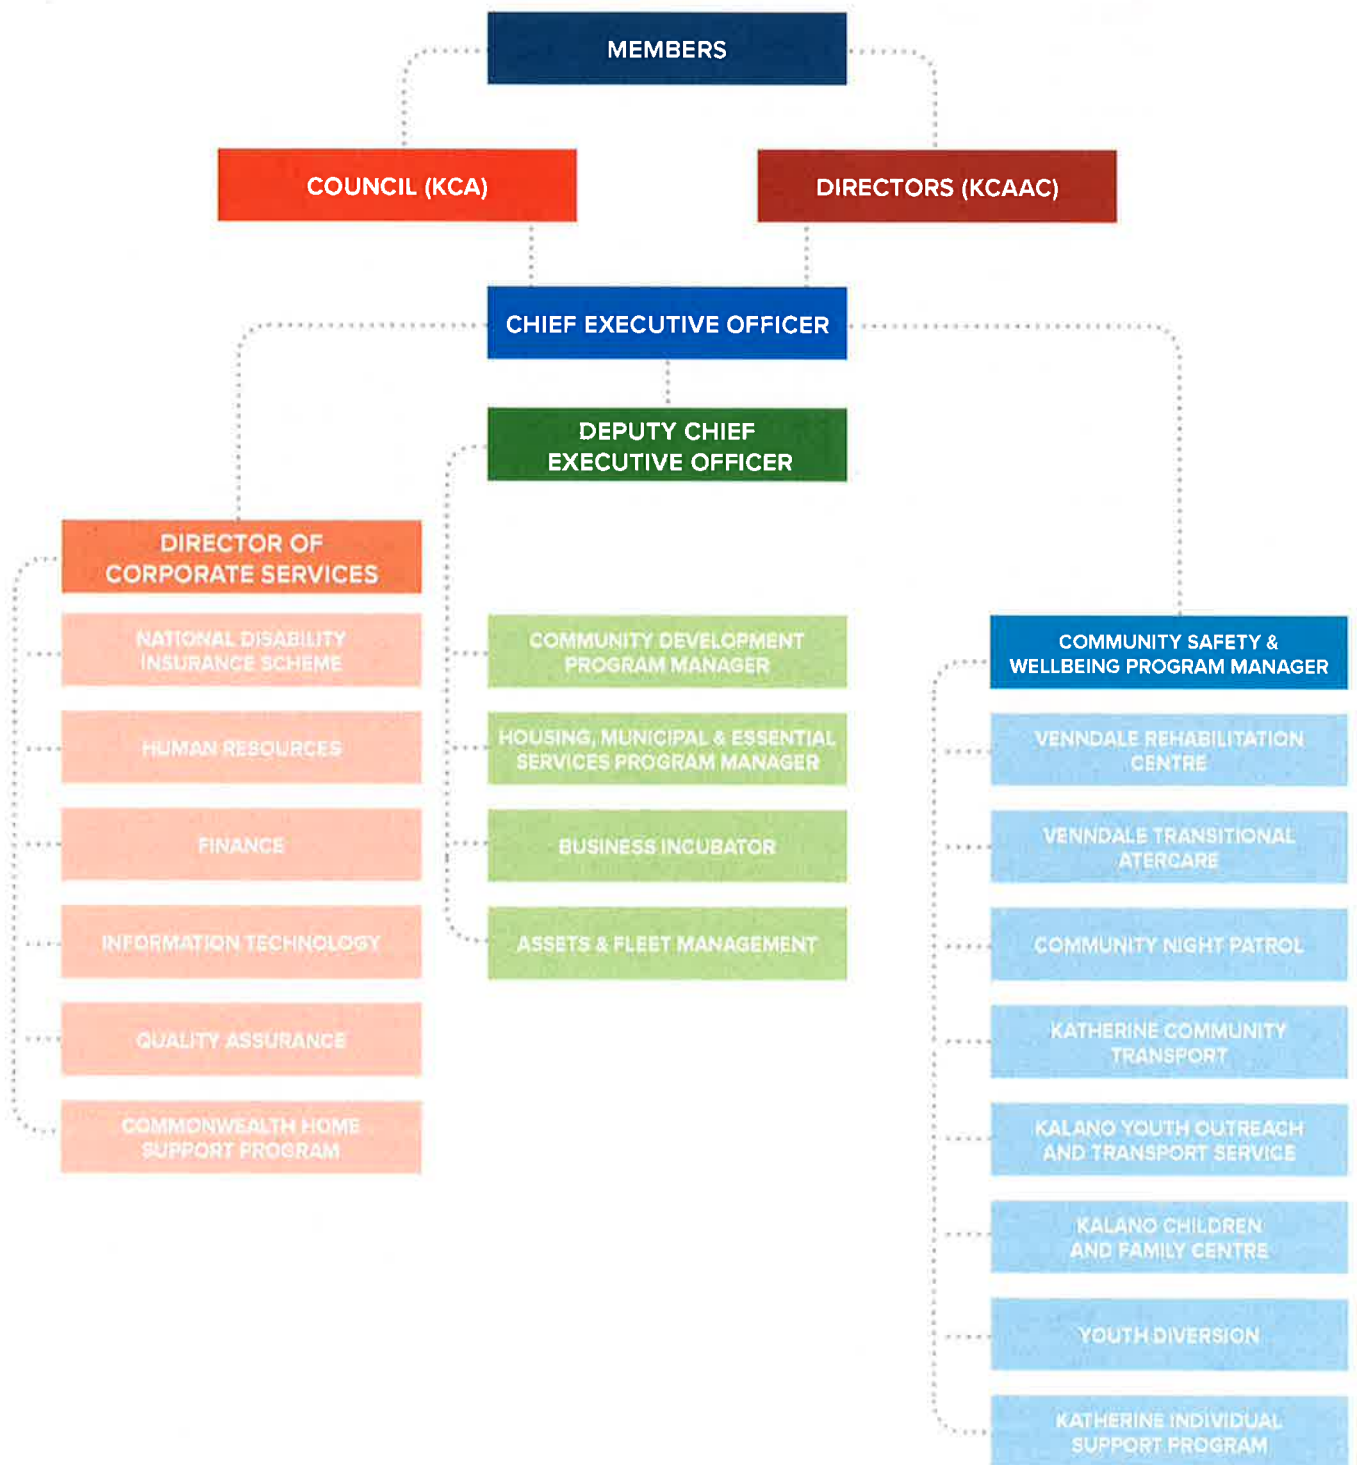 MEMBERS
COUNCIL (KCA)
DIRECTORS (KCAAC)
CHIEF EXECUTIVE OFFICER
DEPUTY CHIEF
EXECUTIVE OFFICER
DIRECTOR OF
CORPORATE SERVICES
NATIONAL DISABILITY
INSURANCE SCHEME
HUMAN RESOURCES
FINANCE
INFORMATION TECHNOLOGY
QUALITY ASSURANCE
COMMONWEALTH HOME
SUPPORT PROGRAM
COMMUNITY DEVELOPMENT
PROGRAM MANAGER
HOUSING, MUNICIPAL & ESSENTIAL
SERVICES PROGRAM MANAGER
BUSINESS INCUBATOR
ASSETS & FLEET MANAGEMENT
COMMUNITY SAFETY &
WELLBEING PROGRAM MANAGER
VENNDALE REHABILITATION
CENTRE
VENNDALE TRANSITIONAL
ATERCARE
COMMUNITY NIGHT PATROL
KATHERINE COMMUNITY
TRANSPORT
KALANO YOUTH OUTREACH
AND TRANSPORT SERVICE
KALANO CHILDREN
AND FAMILY CENTRE
YOUTH DIVERSION
KATHERINE INDIVIDUAL
SUPPORT PROGRAM